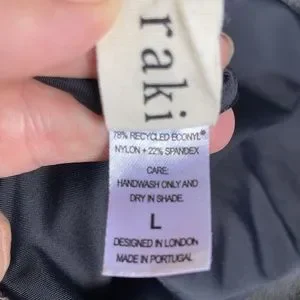 raki
78% RECYCLED ECONYL®
NYLON + 22% SPANDEX
CARE:
HANDWASH ONLY AND
DRY IN SHADE.
L
DESIGNED IN LONDON
MADE IN PORTUGAL